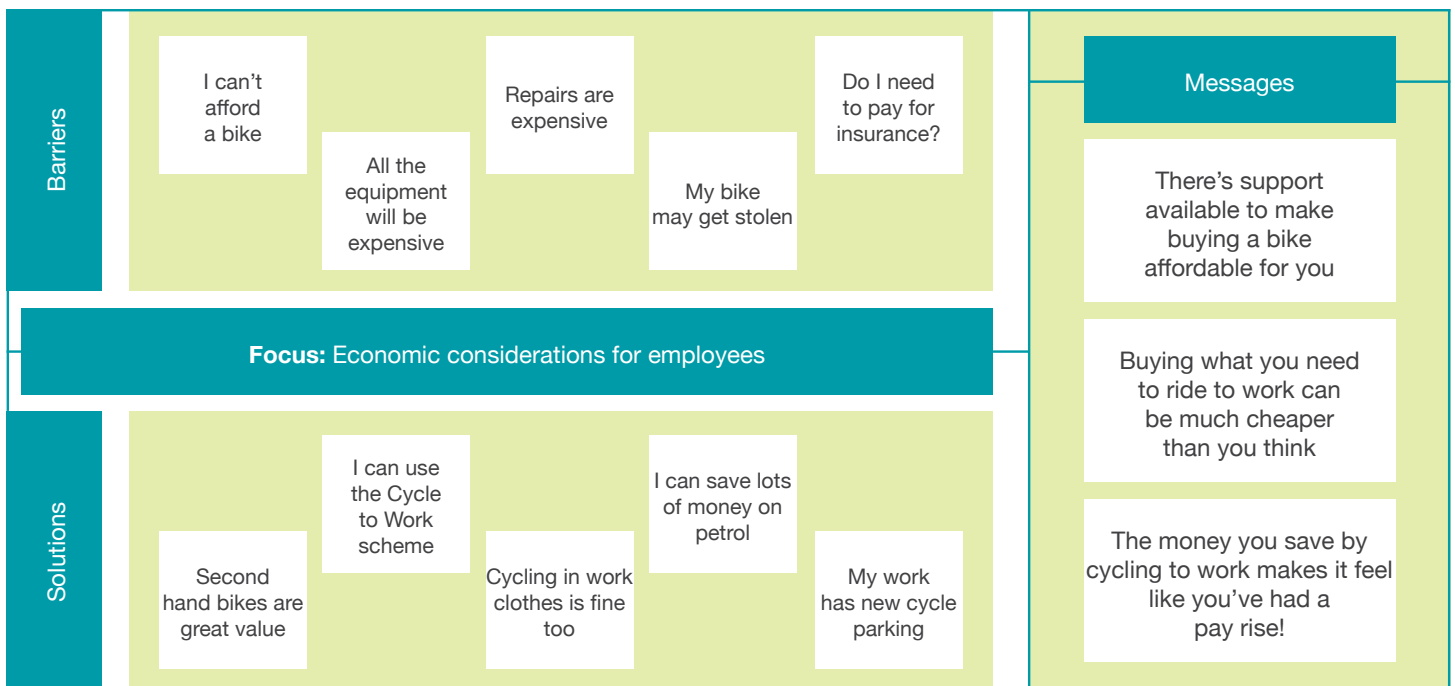 Barriers
I can't
afford
a bike
All the
equipment
will be
expensive
Repairs are
expensive
My bike
may get stolen
Do I need
to pay for
insurance?
Focus: Economic considerations for employees
Solutions
Second
hand bikes are
great value
I can use
the Cycle
to Work
scheme
Cycling in work
clothes is fine
too
I can save lots
of money on
petrol
My work
has new cycle
parking
Messages
There's support
available to make
buying a bike
affordable for you
Buying what you need
to ride to work can
be much cheaper
than you think
The money you save by
cycling to work makes it feel
like you've had a
pay rise!